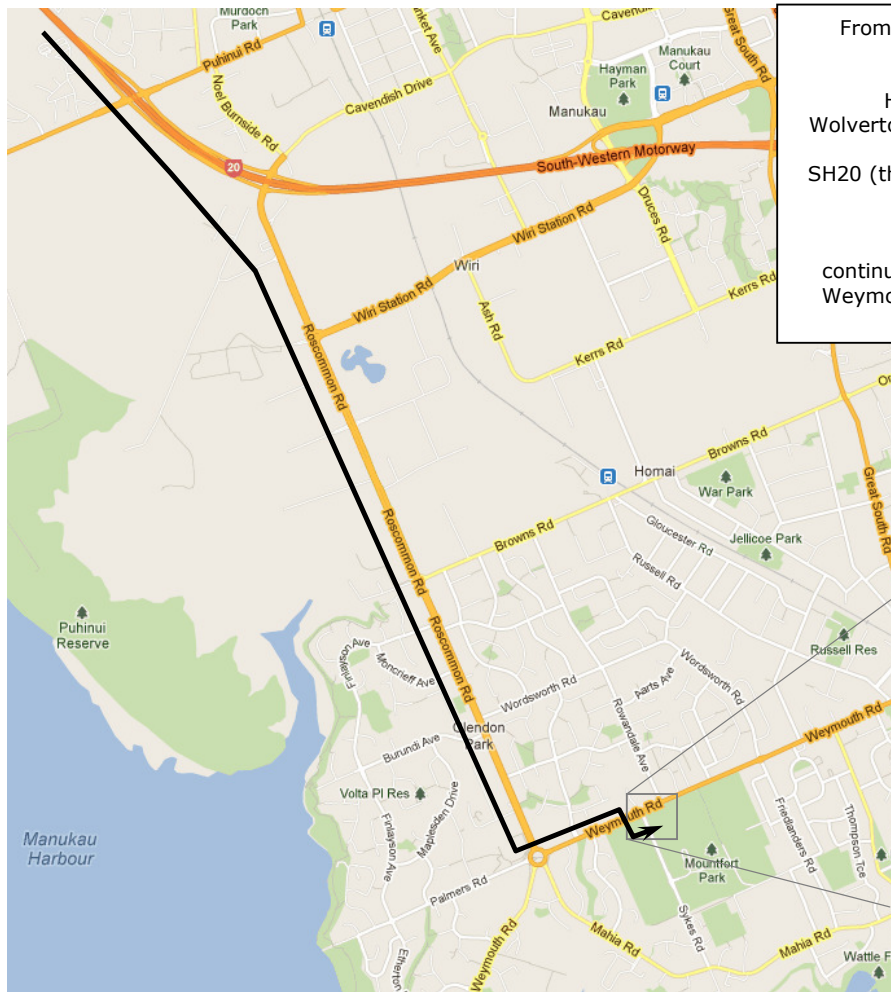 Murdoch
Park
Puhinui Rd
Noel Burnside Rd
Cavendish Drive
Great South Rd
Manukau
Court
Hayman
Park
Manukau
South-Western Motorway
20
Druces Rd
Wiri Station Rd
Wiri
Wiri Station Rd
Ash Rd
Kerrs Rd
Kerrs Rd
Roscommon Rd
From
Wolverto
SH20 (th
continu
Weymo
Browns Rd
Homai
War Park
Great South Rd
Gloucester Rd
Jellicoe Park
Russell Rd
Browns Rd
Roscommon Rd
Puhinui
Reserve
Russell Res
Finlayson Ave
Moncrieff Ave
Roscommon Rd
Wordsworth Rd
Aarts Ave
Wordsworth Rd
Rowandale Ave
Weymouth Rd
Burundi Ave
Volta Pl Res
Maplesden Drive
Finlayson Ave
Weymouth Rd
Manukau
Harbour
Mountfort
Park
Friedlanders Rd
Thompson Tce
Palmers Rd
Sykes Rd
Weymouth Rd
Mahia Rd
Mahia Rd
Wattle F